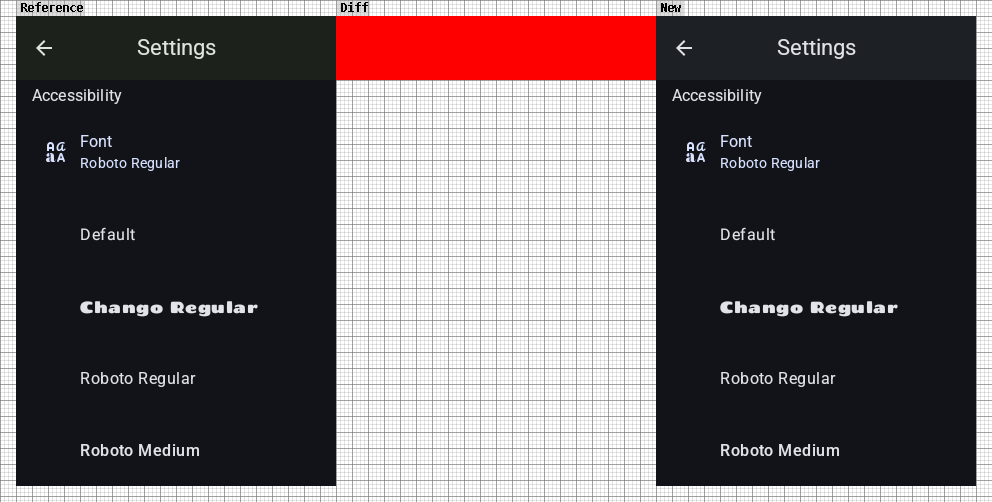 Reference
Diff
New
Settings
Accessibility
Font
Roboto Regular
Default
Chango Regular
Roboto Regular
Roboto Medium
Settings
Accessibility
Font
Roboto Regular
Default
Chango Regular
Roboto Regular
Roboto Medium